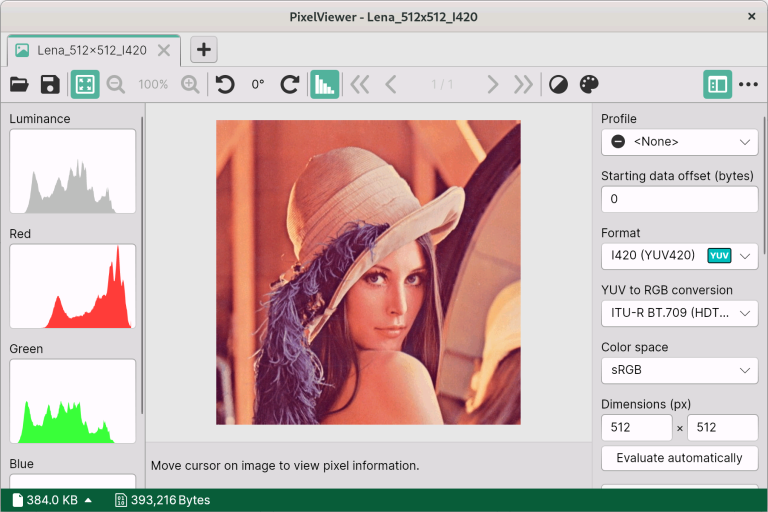 PixelViewer - Lena_512x512_I420
Lena_512×512_I420
100%
0°
1 / 1
Luminance
Red
Green
Blue
Move cursor on image to view pixel information.
Profile
<None>
Starting data offset (bytes)
0
Format
I420 (YUV420) YUV
YUV to RGB conversion
ITU-R BT.709 (HDT...
Color space
sRGB
Dimensions (px)
512 × 512
Evaluate automatically
384.0 KB 393,216 Bytes